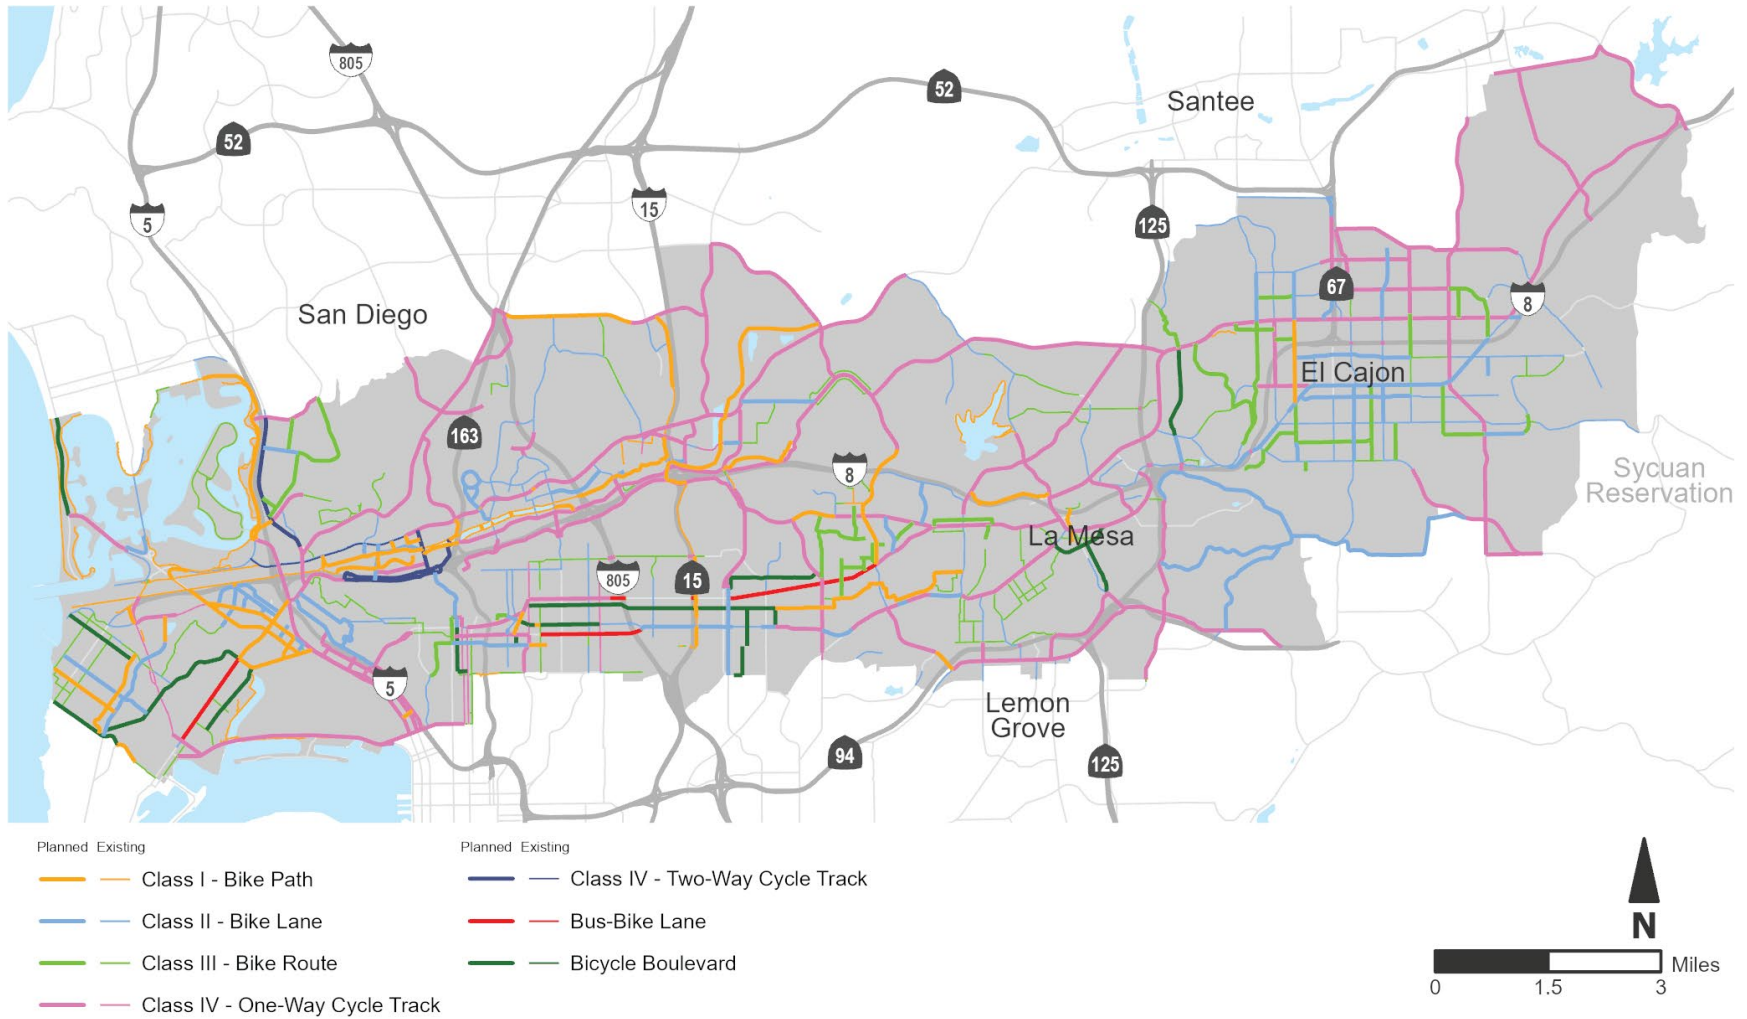 805
52
Santee
52
15
5
125
67
8
San Diego
El Cajon
163
8
Sycuan
Reservation
La Mesa
805
15
5
Lemon
Grove
94
125
Planned Existing
Class I - Bike Path
Class II - Bike Lane
Class III - Bike Route
Class IV - One-Way Cycle Track
Planned Existing
Class IV - Two-Way Cycle Track
Bus-Bike Lane
Bicycle Boulevard
N
Miles
0 1.5 3